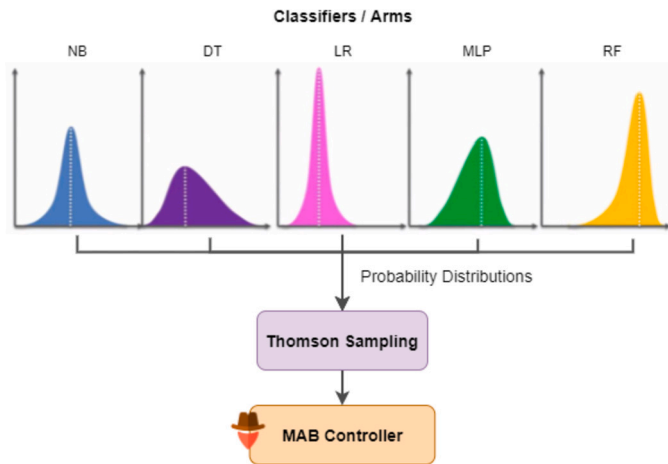 Classifiers / Arms
NB DT LR MLP RF
Probability Distributions
Thomson Sampling
MAB Controller